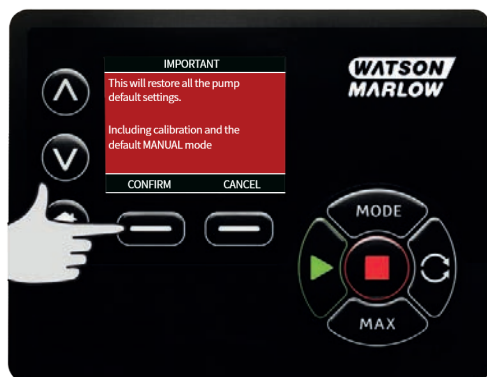 IMPORTANT
This will restore all the pump
default settings.
Including calibration and the
default MANUAL mode
CONFIRM CANCEL
WATSON
MARLOW
MODE
MAX